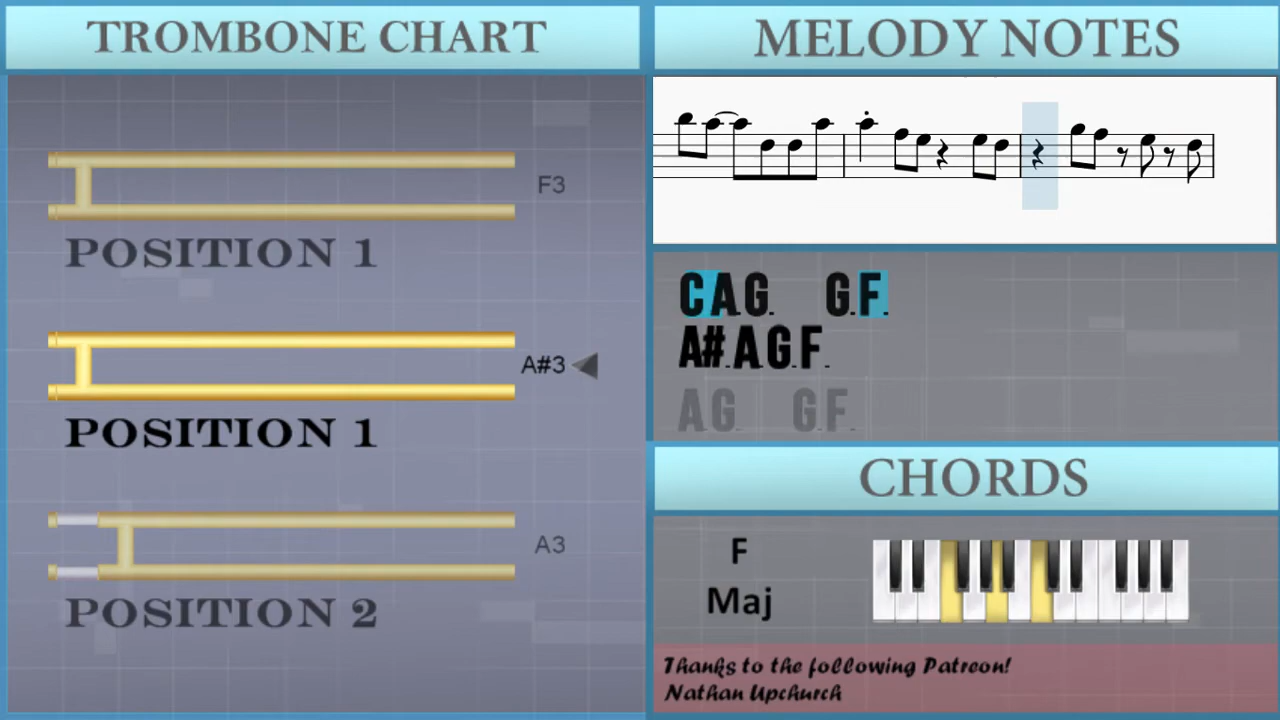 TROMBONE CHART
F3
POSITION 1
A#3
POSITION 1
A3
POSITION 2
MELODY NOTES
C A G G F
A# A G F
A G G F
CHORDS
F
Maj
Thanks to the following Patreon!
Nathan Upchurch